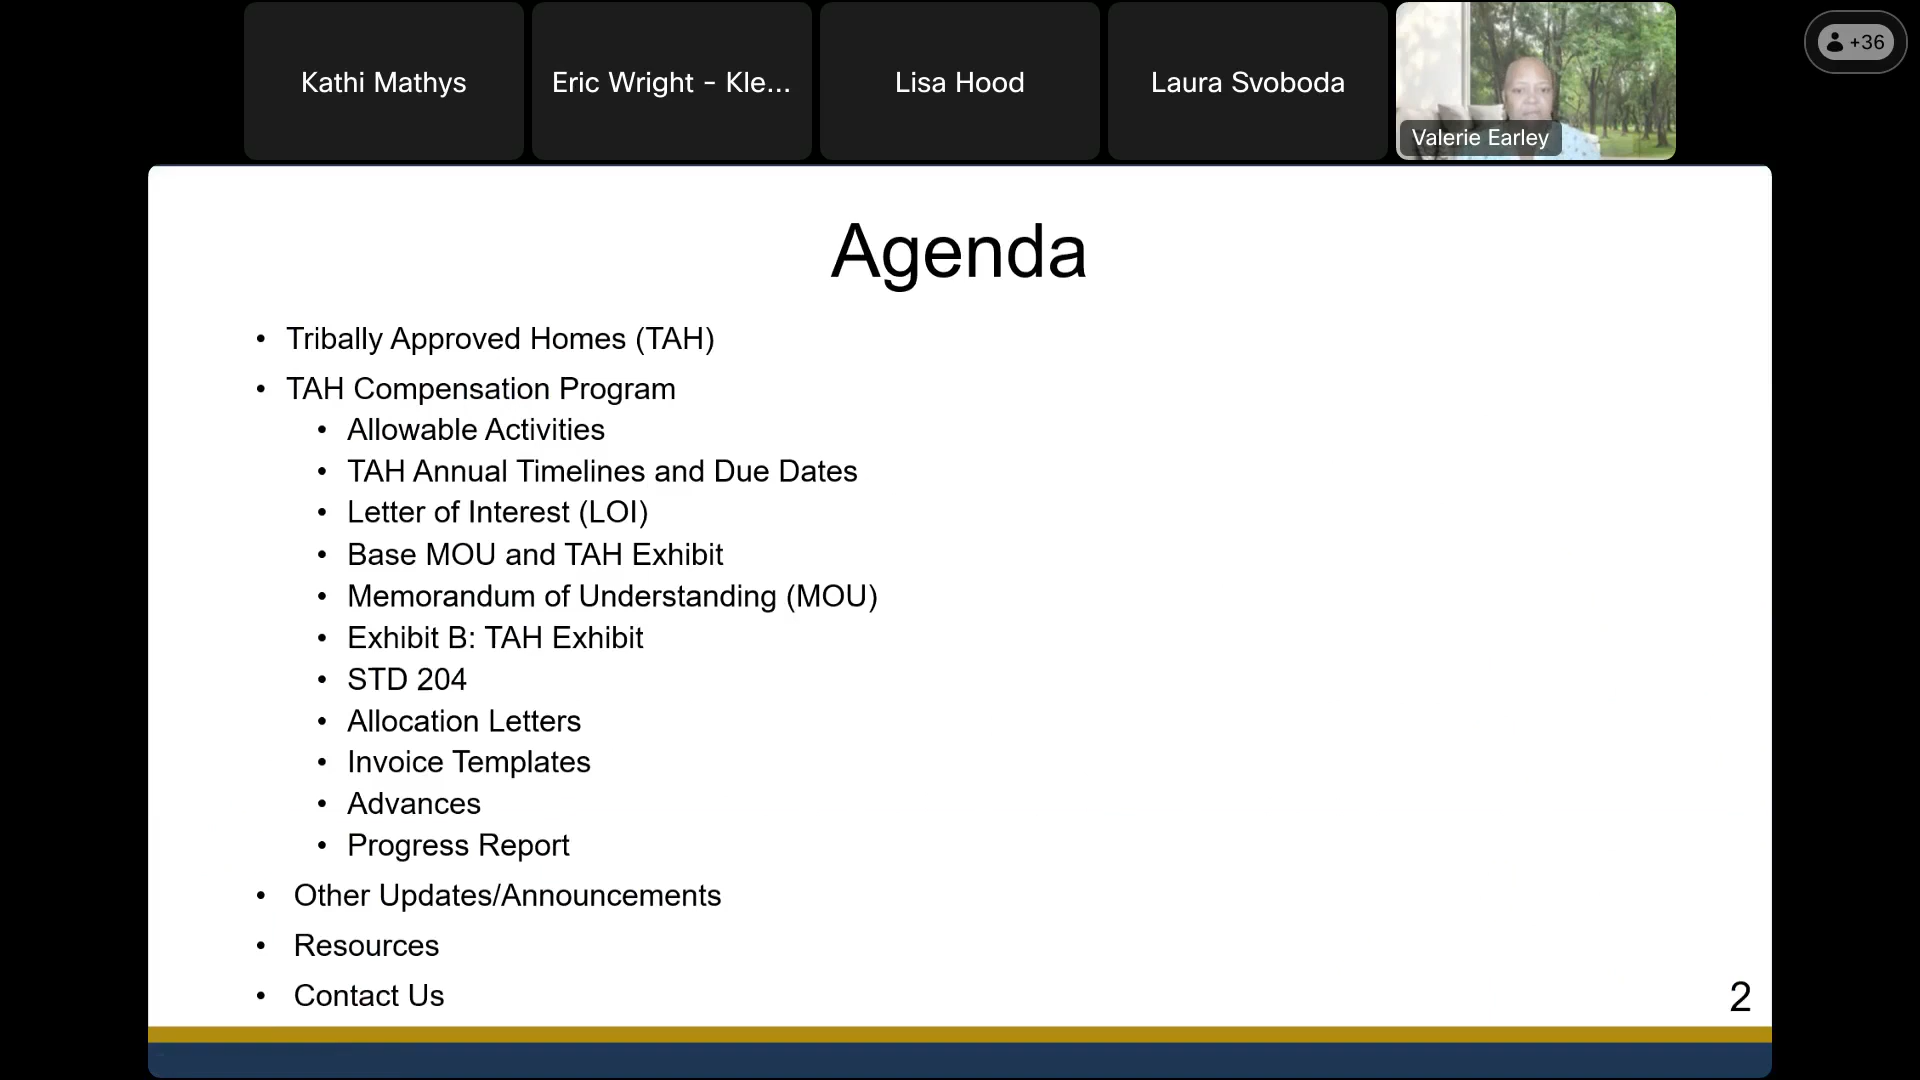 Kathi Mathys
Eric Wright - Kle...
Lisa Hood
Laura Svoboda
Valerie Earley
+36
Agenda
• Tribally Approved Homes (TAH)
• TAH Compensation Program
• Allowable Activities
• TAH Annual Timelines and Due Dates
• Letter of Interest (LOI)
• Base MOU and TAH Exhibit
• Memorandum of Understanding (MOU)
• Exhibit B: TAH Exhibit
• STD 204
• Allocation Letters
• Invoice Templates
• Advances
• Progress Report
• Other Updates/Announcements
• Resources
• Contact Us
2